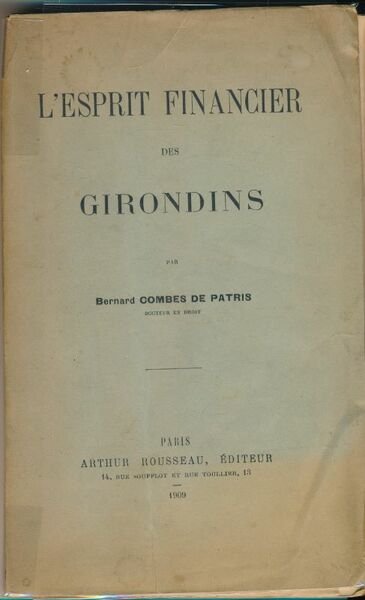 L'ESPRIT FINANCIER
DES
GIRONDINS
PAR
Bernard COMBES DE PATRIS
DOCTEUR EN DROIT
PARIS
ARTHUR ROUSSEAU, ÉDITEUR
14, RUE SOUFFLOT ET RUE TOULLIER, 13
1909